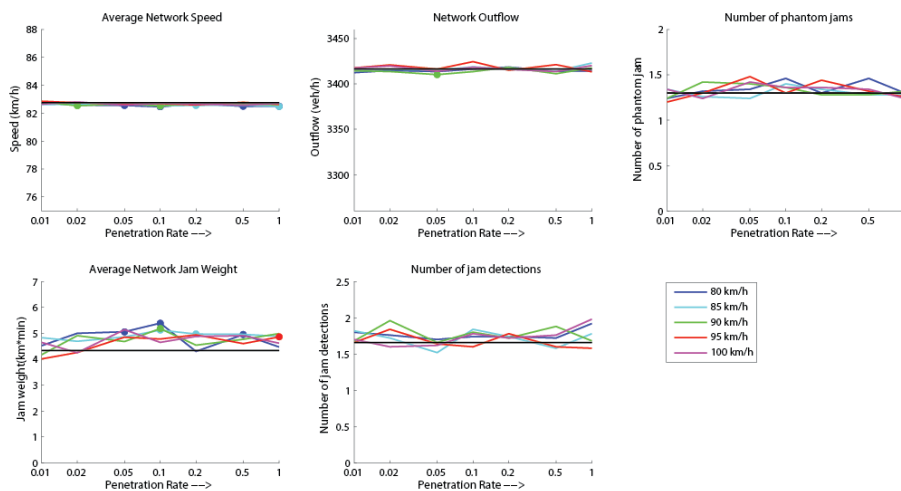 Average Network Speed
88
86
84
82
80
78
76
Speed (km/h)
0.01 0.02 0.05 0.1 0.2 0.5 1
Penetration Rate -->
Network Outflow
3450
3400
3350
3300
Outflow (veh/h)
0.01 0.02 0.05 0.1 0.2 0.5 1
Penetration Rate -->
Number of phantom jams
2
1.5
1
0.5
0
Number of phantom jam
0.01 0.02 0.05 0.1 0.2 0.5
Penetration Rate -->
Average Network Jam Weight
7
6
5
4
3
2
1
0
Jam weight(km*min)
0.01 0.02 0.05 0.1 0.2 0.5 1
Penetration Rate -->
Number of jam detections
2.5
2
1.5
1
0.5
0
Number of jam detections
0.01 0.02 0.05 0.1 0.2 0.5 1
Penetration Rate -->
80 km/h
85 km/h
90 km/h
95 km/h
100 km/h